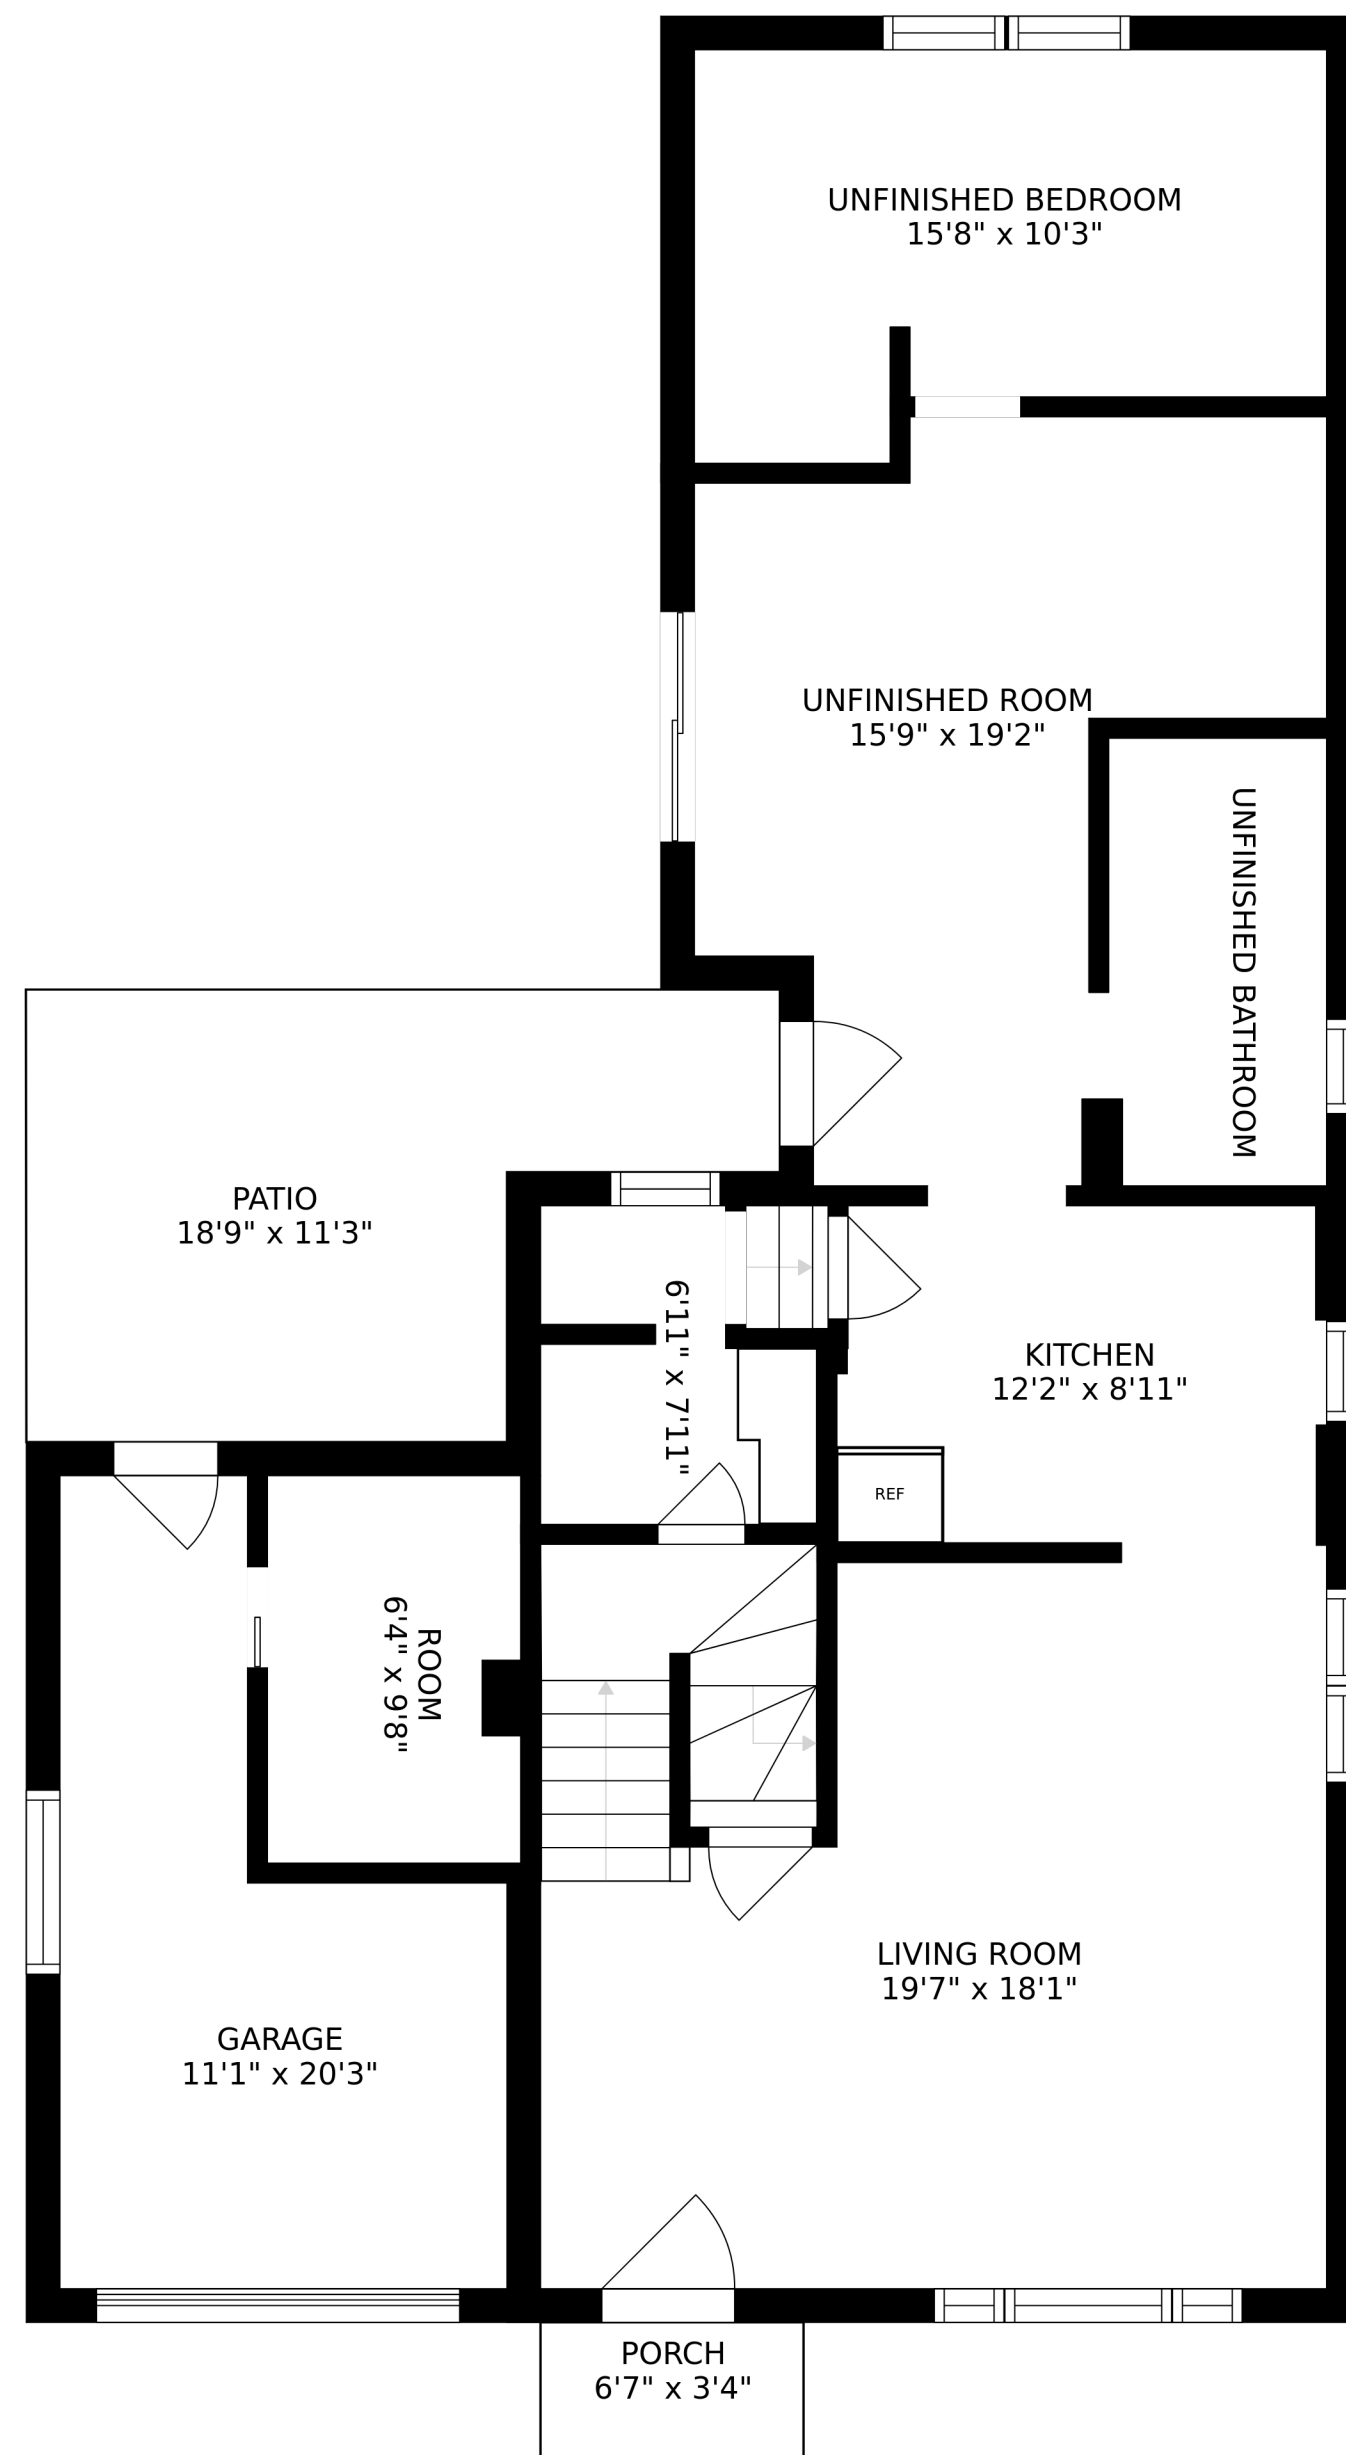 UNFINISHED BEDROOM
15'8" x 10'3"
UNFINISHED ROOM
15'9" x 19'2"
UNFINISHED BATHROOM
PATIO
18'9" x 11'3"
6'11" x 7'11"
KITCHEN
12'2" x 8'11"
REF
ROOM
6'4" x 9'8"
LIVING ROOM
19'7" x 18'1"
GARAGE
11'1" x 20'3"
PORCH
6'7" x 3'4"